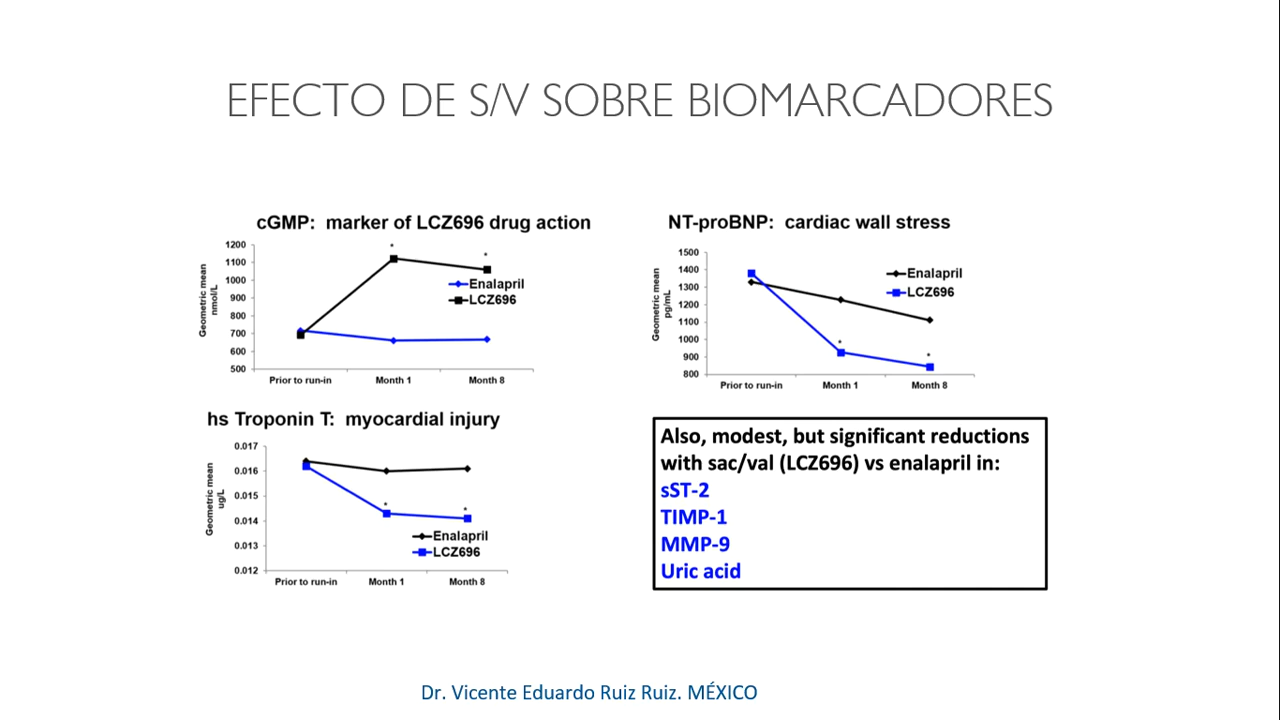 EFECTO DE S/V SOBRE BIOMARCADORES
cGMP: marker of LCZ696 drug action
Geometric mean
nmol/L
1200
1100
1000
900
800
700
600
500
*
*
Enalapril
LCZ696
Prior to run-in
Month 1
Month 8
NT-proBNP: cardiac wall stress
Geometric mean
pg/mL
1500
1400
1300
1200
1100
1000
900
800
*
*
Enalapril
LCZ696
Prior to run-in
Month 1
Month 8
hs Troponin T: myocardial injury
Geometric mean
ug/L
0.017
0.016
0.015
0.014
0.013
0.012
*
*
Enalapril
LCZ696
Prior to run-in
Month 1
Month 8
Also, modest, but significant reductions
with sac/val (LCZ696) vs enalapril in:
sST-2
TIMP-1
MMP-9
Uric acid
Dr. Vicente Eduardo Ruiz Ruiz. MÉXICO